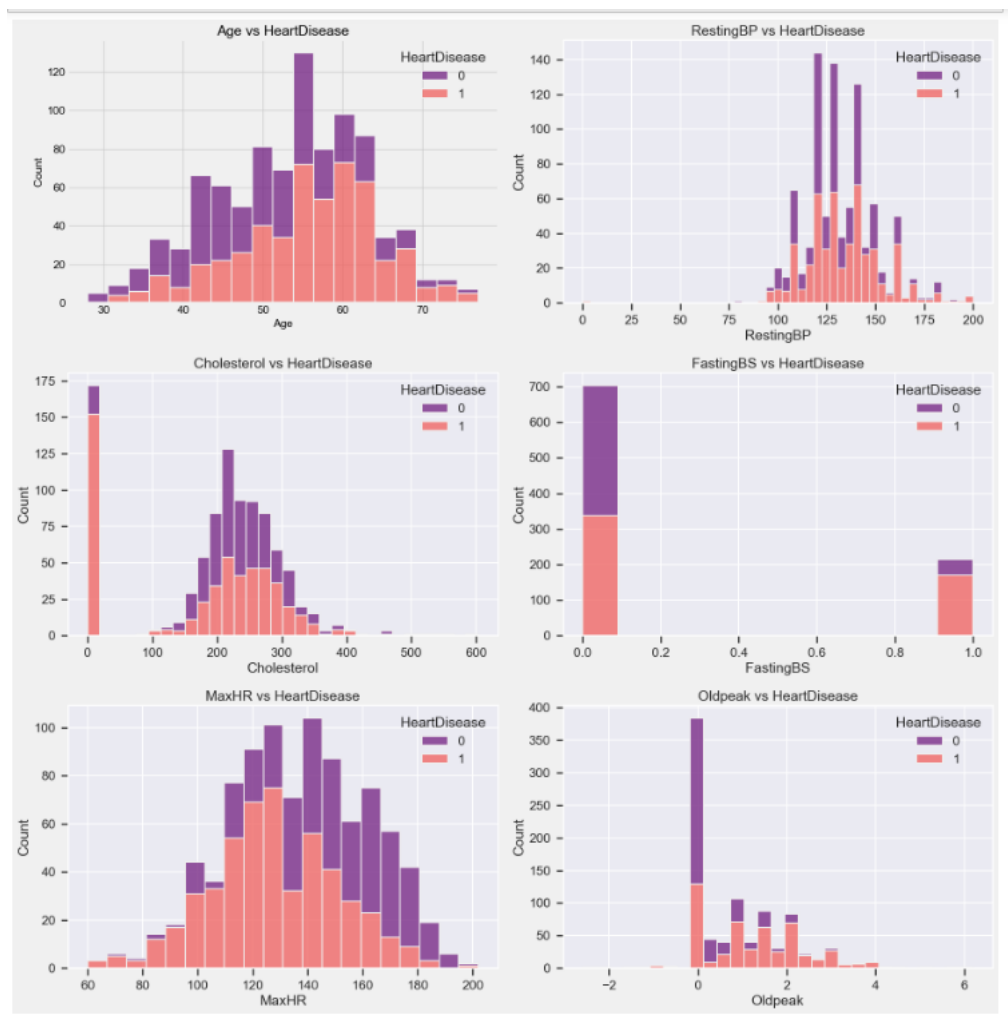 Age vs HeartDisease
HeartDisease
0
1
120
100
80
60
40
20
0
Count
30 40 50 60 70
Age
RestingBP vs HeartDisease
HeartDisease
0
1
140
120
100
80
60
40
20
0
Count
0 25 50 75 100 125 150 175 200
RestingBP
Cholesterol vs HeartDisease
HeartDisease
0
1
175
150
125
100
75
50
25
0
Count
0 100 200 300 400 500 600
Cholesterol
FastingBS vs HeartDisease
HeartDisease
0
1
700
600
500
400
300
200
100
0
Count
0.0 0.2 0.4 0.6 0.8 1.0
FastingBS
MaxHR vs HeartDisease
HeartDisease
0
1
100
80
60
40
20
0
Count
60 80 100 120 140 160 180 200
MaxHR
Oldpeak vs HeartDisease
HeartDisease
0
1
400
350
300
250
200
150
100
50
0
Count
−2 0 2 4 6
Oldpeak